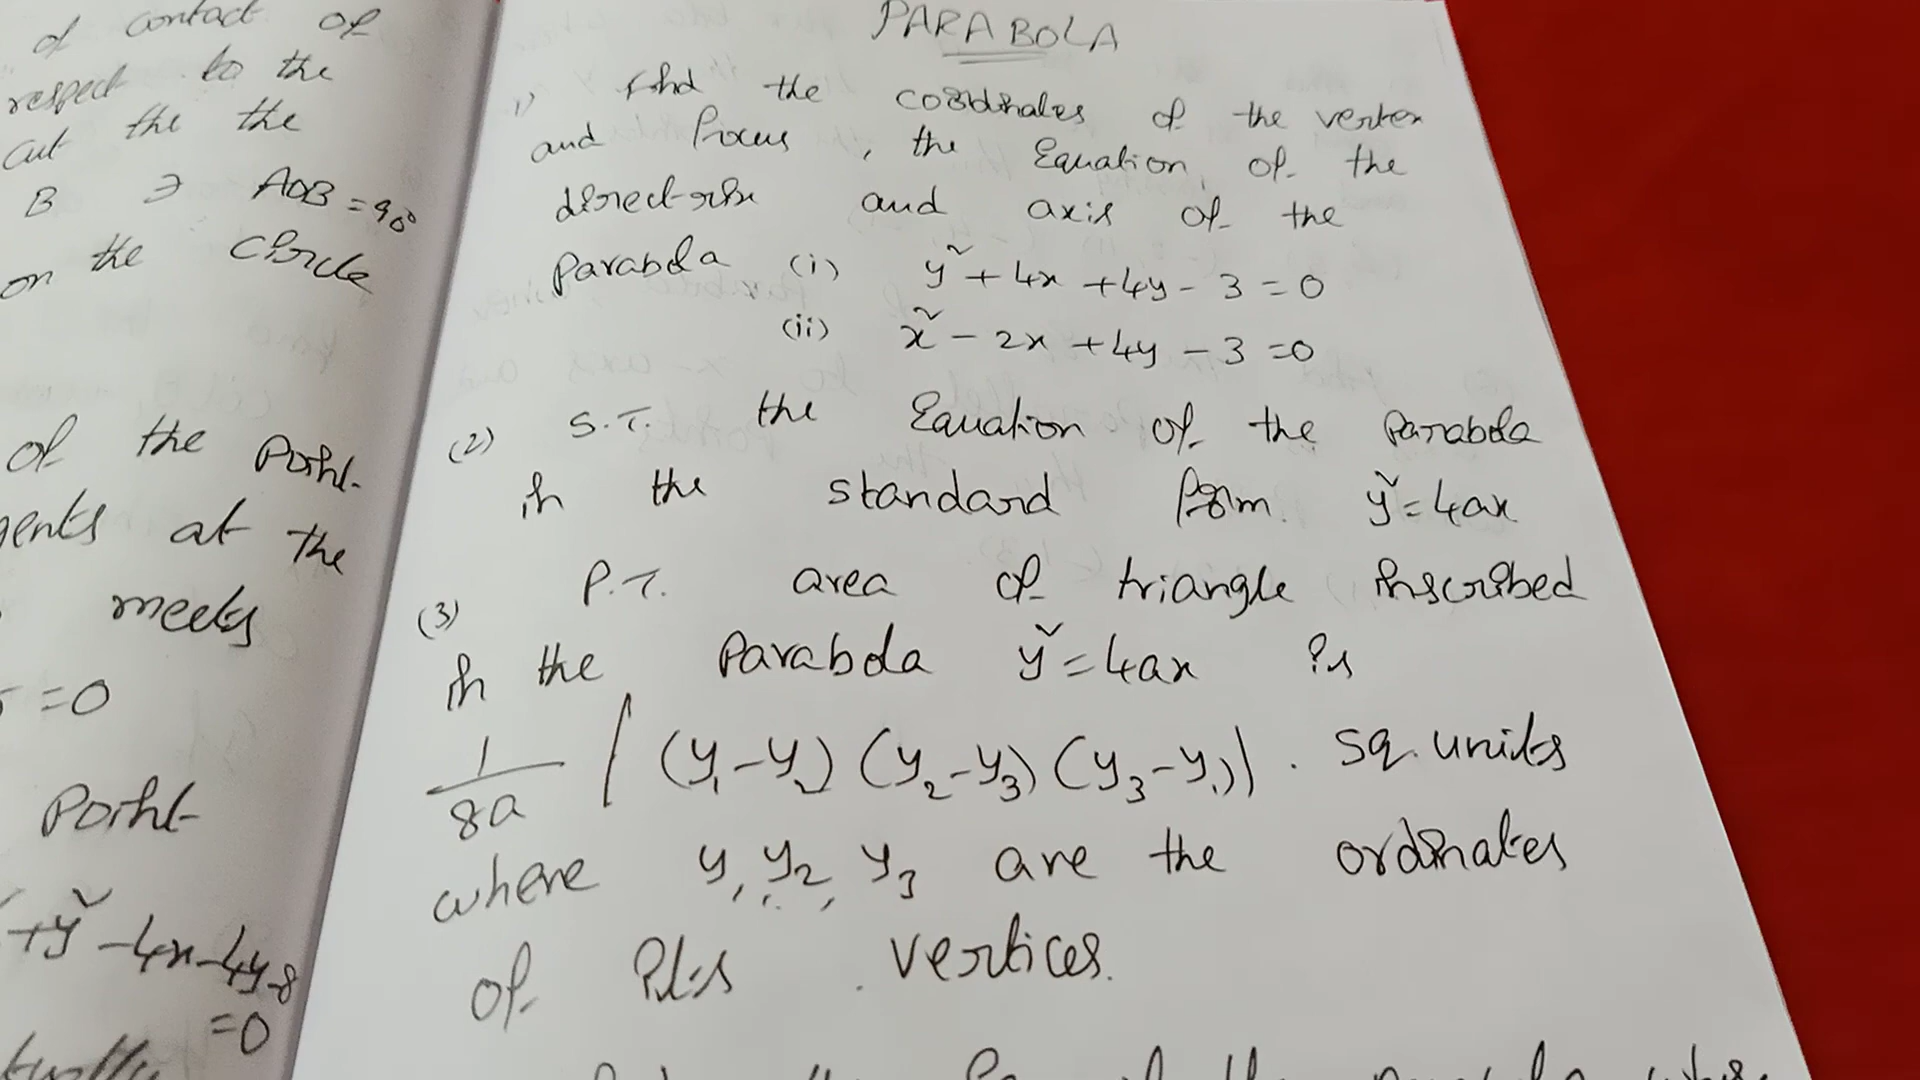 of contact of
respect to the
cut the the
B ∋ AOB = 90°
on the circle
of the point
gents at the
meets
=0
Point
+y² -4x-4y-8
=0
PARABOLA
1) find the coordinates of the vertex
and focus, the Equation of the
directrix and axis of the
Parabola (i) y² + 4x + 4y - 3 = 0
(ii) x² - 2x + 4y - 3 = 0
(2) S.T. the Equation of the Parabola
in the standard form y² = 4ax
(3) P.T. area of triangle inscribed
in the Parabola y² = 4ax is
1/8a |(y₁-y₂)(y₂-y₃)(y₃-y₁)|. sq. units
where y₁, y₂, y₃ are the ordinates
of its vertices.